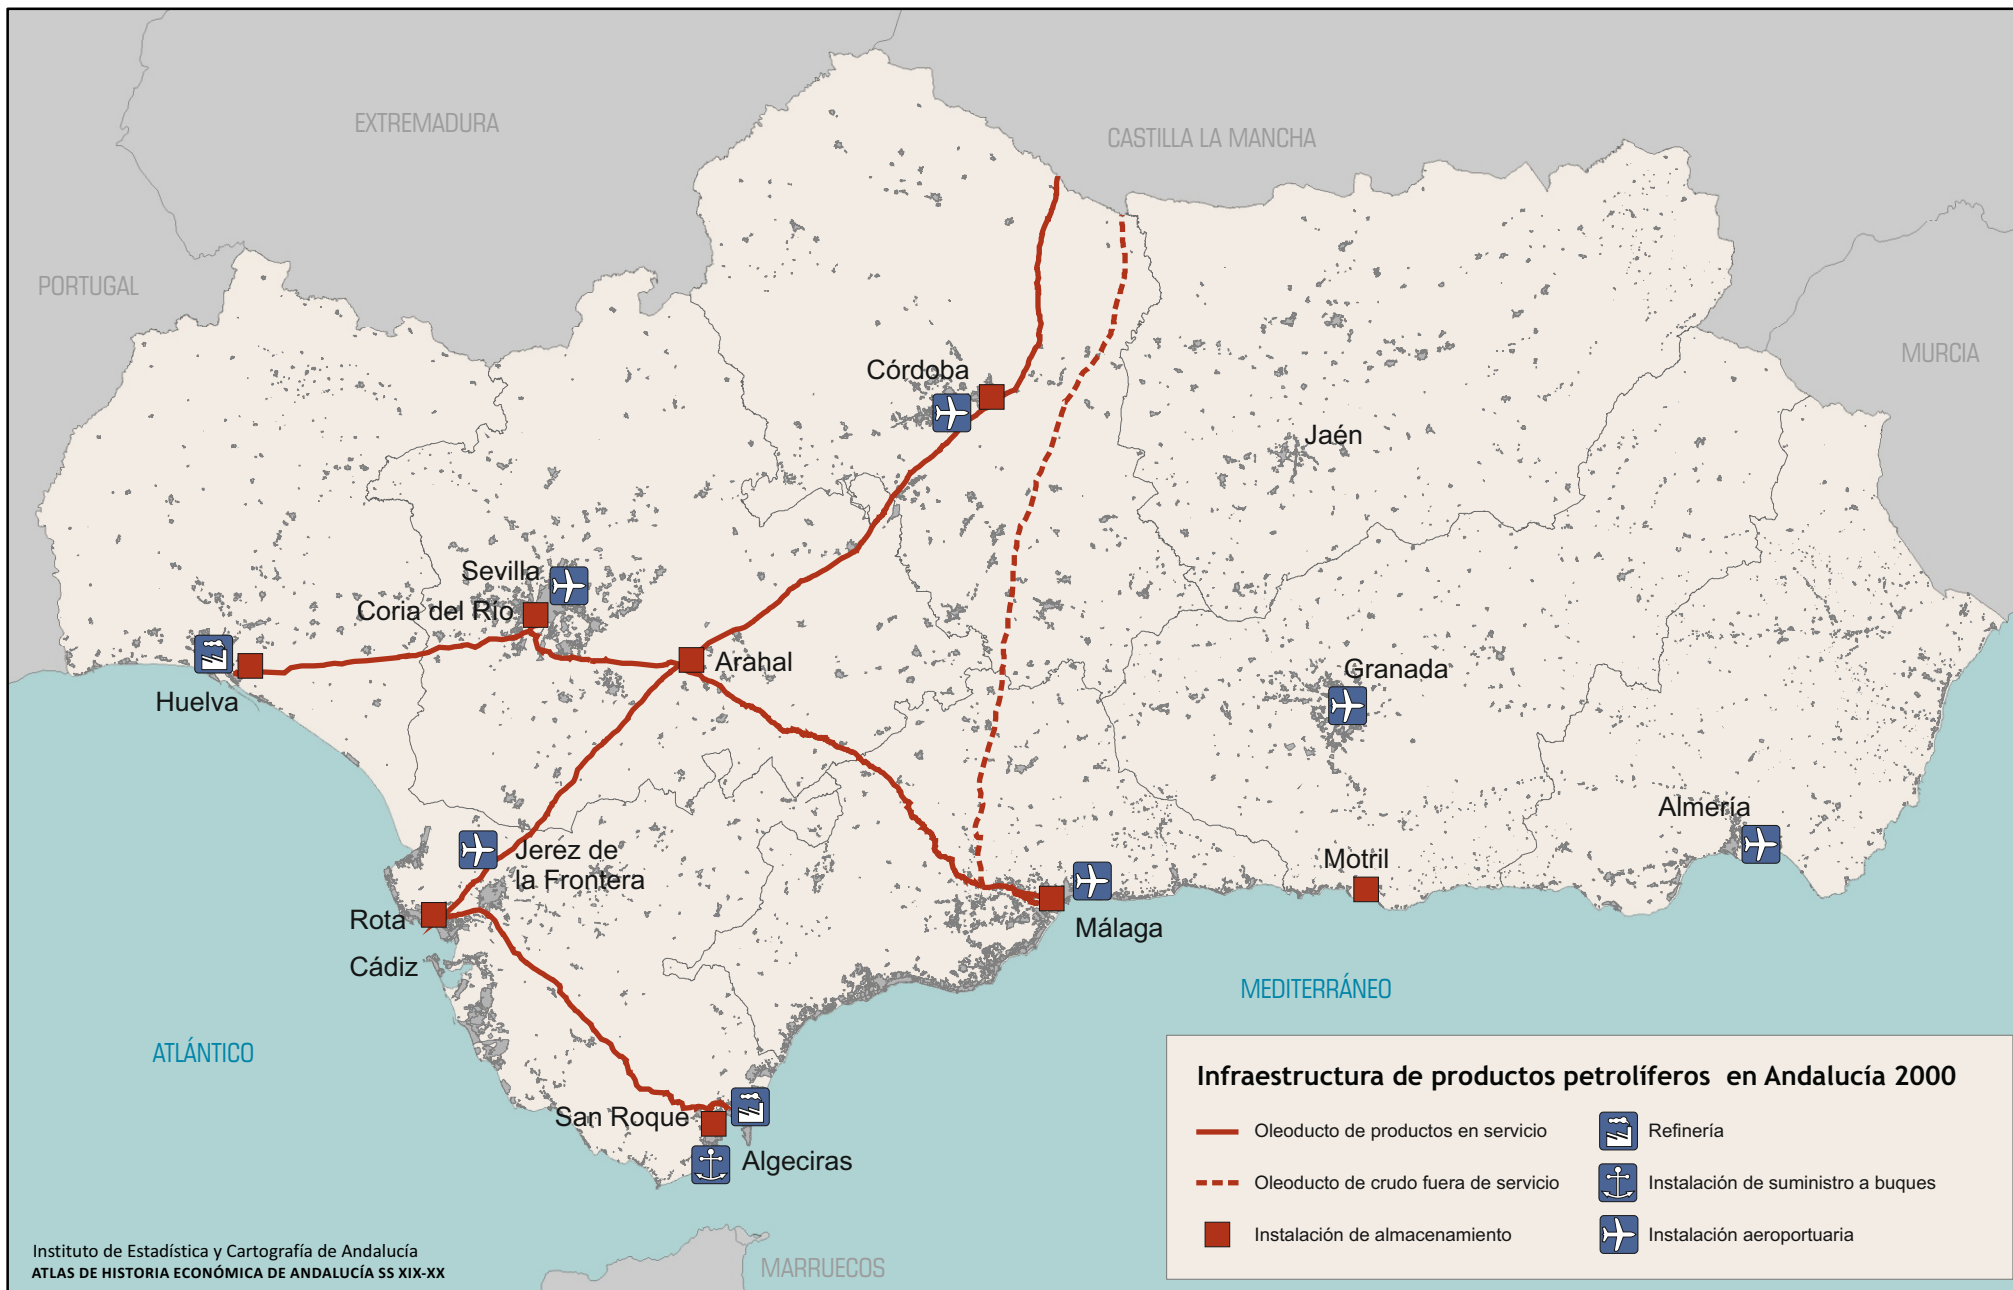 EXTREMADURA
CASTILLA LA MANCHA
PORTUGAL
MURCIA
Córdoba
Jaén
Sevilla
Coria del Río
Arahal
Granada
Huelva
Almería
Jerez de
la Frontera
Motril
Rota
Málaga
Cádiz
MEDITERRÁNEO
ATLÁNTICO
San Roque
Algeciras
MARRUECOS
Infraestructura de productos petrolíferos en Andalucía 2000
Oleoducto de productos en servicio
Refinería
Oleoducto de crudo fuera de servicio
Instalación de suministro a buques
Instalación de almacenamiento
Instalación aeroportuaria
Instituto de Estadística y Cartografía de Andalucía
ATLAS DE HISTORIA ECONÓMICA DE ANDALUCÍA SS XIX-XX